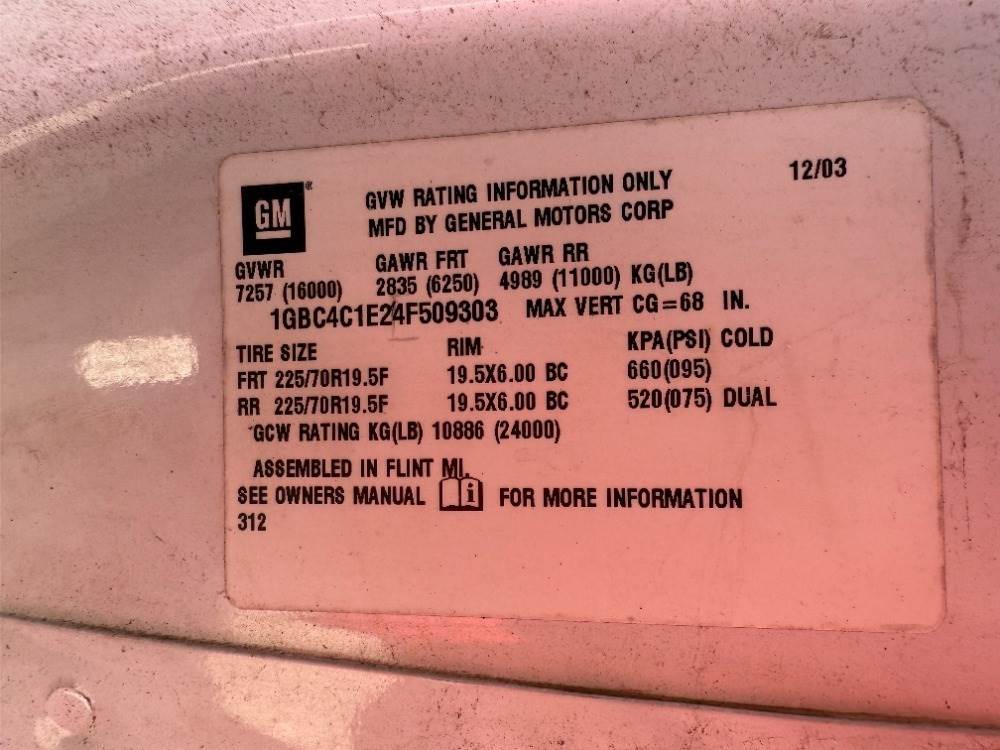 GM® GVW RATING INFORMATION ONLY 12/03
MFD BY GENERAL MOTORS CORP
GVWR GAWR FRT GAWR RR
7257 (16000) 2835 (6250) 4989 (11000) KG(LB)
1GBC4C1E24F509303 MAX VERT CG=68 IN.
TIRE SIZE RIM KPA(PSI) COLD
FRT 225/70R19.5F 19.5X6.00 BC 660(095)
RR 225/70R19.5F 19.5X6.00 BC 520(075) DUAL
GCW RATING KG(LB) 10886 (24000)
ASSEMBLED IN FLINT MI.
SEE OWNERS MANUAL i FOR MORE INFORMATION
312